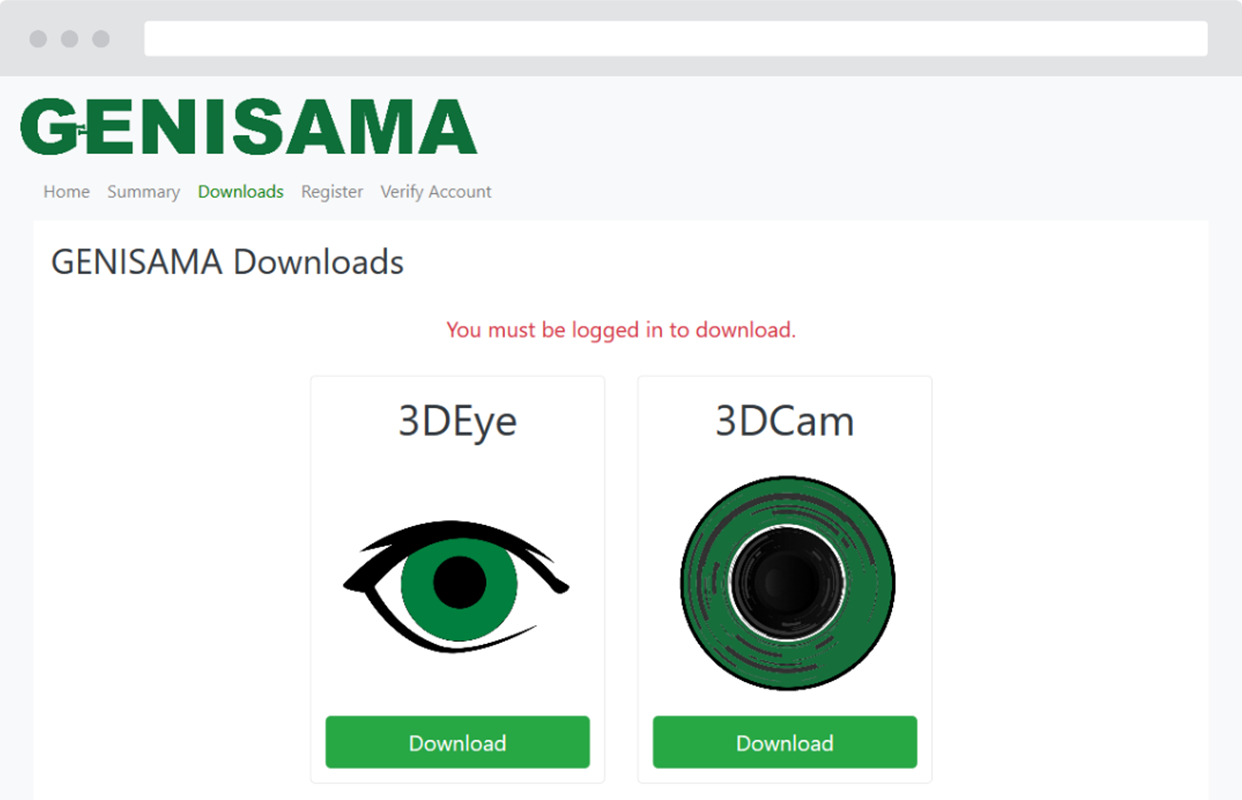 GENISAMA
Home Summary Downloads Register Verify Account
GENISAMA Downloads
You must be logged in to download.
3DEye
3DCam
Download
Download